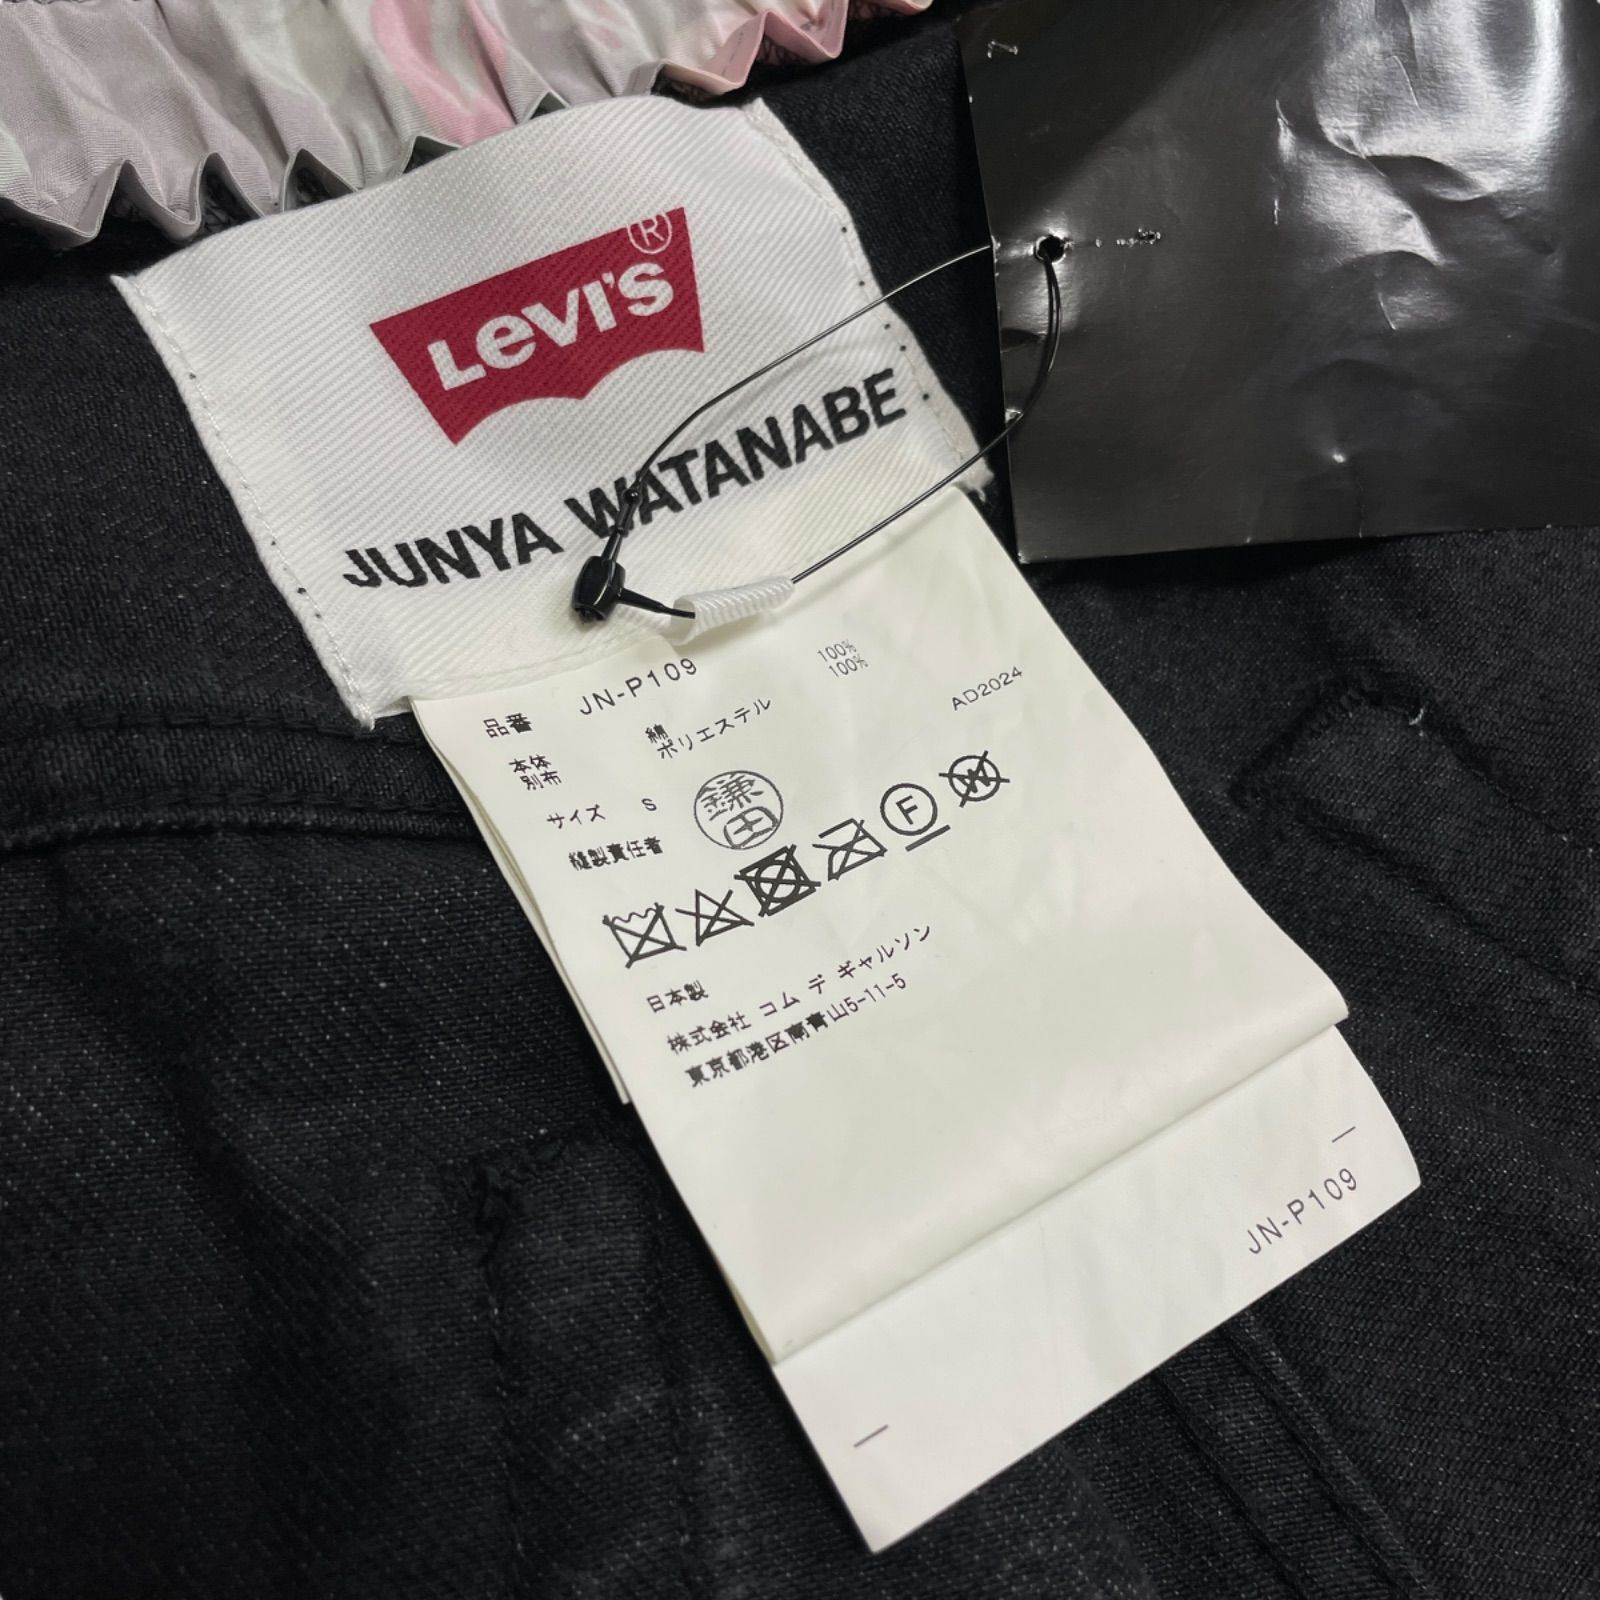 Levi's®
JUNYA WATANABE
品番 JN-P109
本体 綿 100%
別布 ポリエステル 100%
サイズ S AD2024
縫製責任者 鎌田
F
W
日本製
株式会社 コム デ ギャルソン
東京都港区南青山5-11-5
JN-P109